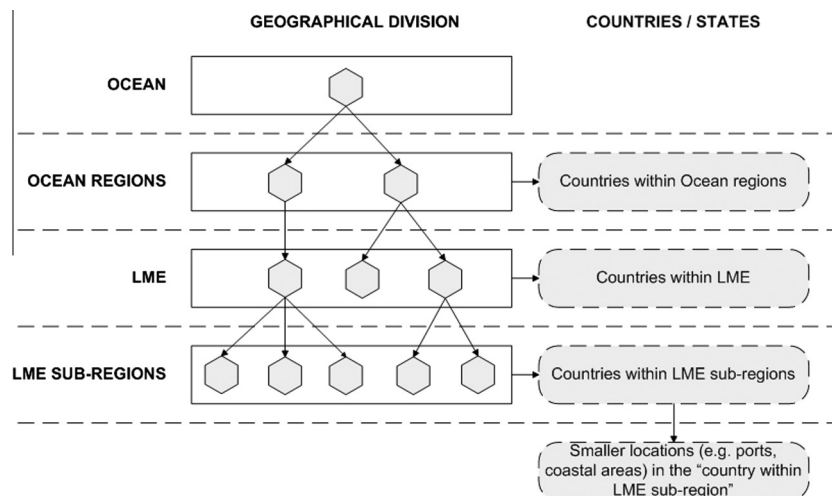 GEOGRAPHICAL DIVISION
COUNTRIES / STATES
OCEAN
OCEAN REGIONS
Countries within Ocean regions
LME
Countries within LME
LME SUB-REGIONS
Countries within LME sub-regions
Smaller locations (e.g. ports,
coastal areas) in the “country within
LME sub-region”